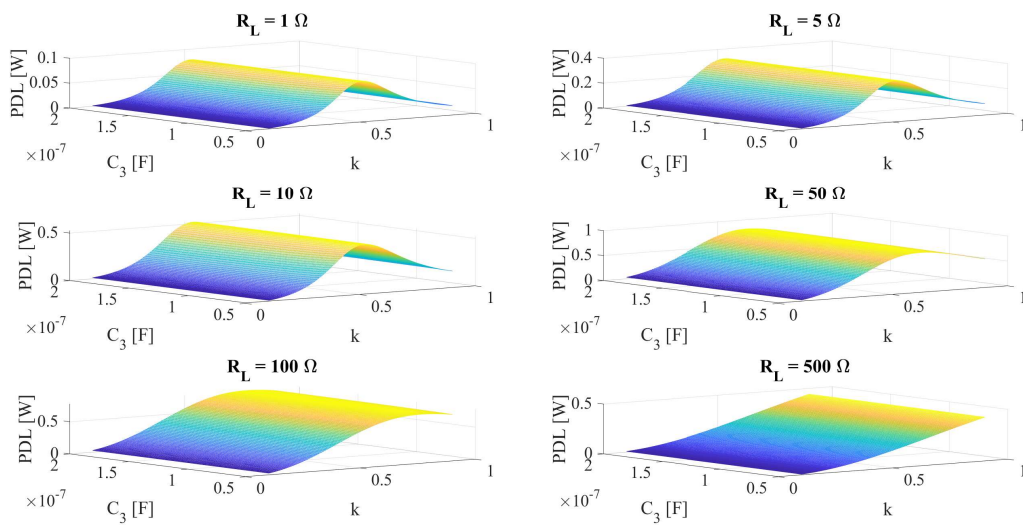 R_L = 1 Ω
PDL [W]
0.1
0.05
0
2
1.5
1
0.5
×10^-7
C_3 [F]
0
0.5
1
k
R_L = 5 Ω
PDL [W]
0.4
0.2
0
2
1.5
1
0.5
×10^-7
C_3 [F]
0
0.5
1
k
R_L = 10 Ω
PDL [W]
0.5
0
2
1.5
1
0.5
×10^-7
C_3 [F]
0
0.5
1
k
R_L = 50 Ω
PDL [W]
1
0.5
0
2
1.5
1
0.5
×10^-7
C_3 [F]
0
0.5
1
k
R_L = 100 Ω
PDL [W]
0.5
0
2
1.5
1
0.5
×10^-7
C_3 [F]
0
0.5
1
k
R_L = 500 Ω
PDL [W]
0.5
0
2
1.5
1
0.5
×10^-7
C_3 [F]
0
0.5
1
k